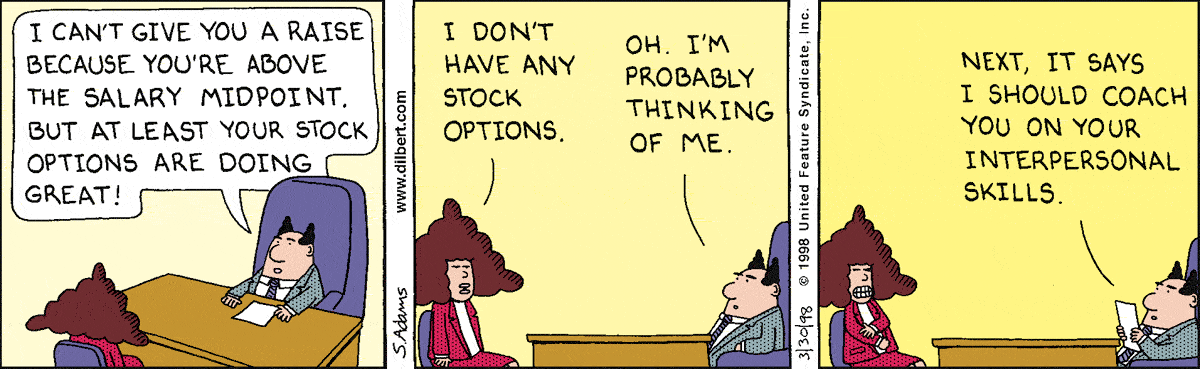 I CAN'T GIVE YOU A RAISE
BECAUSE YOU'RE ABOVE
THE SALARY MIDPOINT.
BUT AT LEAST YOUR STOCK
OPTIONS ARE DOING
GREAT!
www.dilbert.com
S.Adams
I DON'T
HAVE ANY
STOCK
OPTIONS.
OH. I'M
PROBABLY
THINKING
OF ME.
3/30/98 © 1998 United Feature Syndicate, Inc.
NEXT, IT SAYS
I SHOULD COACH
YOU ON YOUR
INTERPERSONAL
SKILLS.